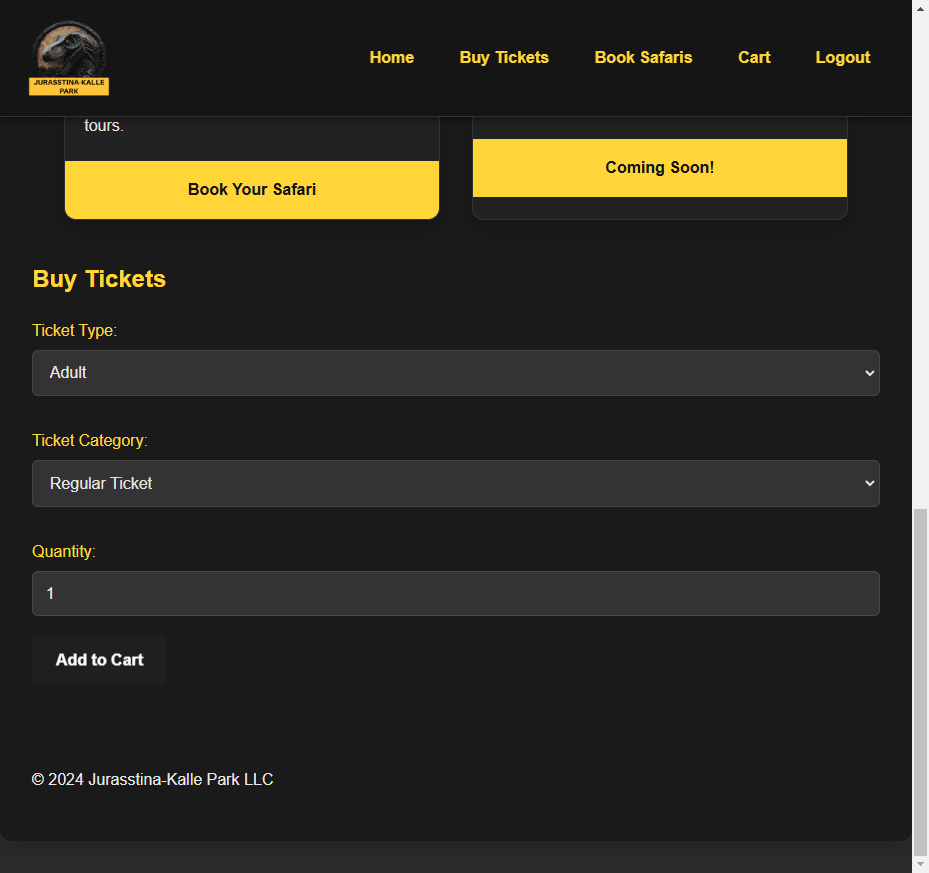 JURASSTINA-KALLE
PARK
Home
Buy Tickets
Book Safaris
Cart
Logout
tours.
Book Your Safari
Coming Soon!
Buy Tickets
Ticket Type:
Adult
Ticket Category:
Regular Ticket
Quantity:
1
Add to Cart
© 2024 Jurasstina-Kalle Park LLC